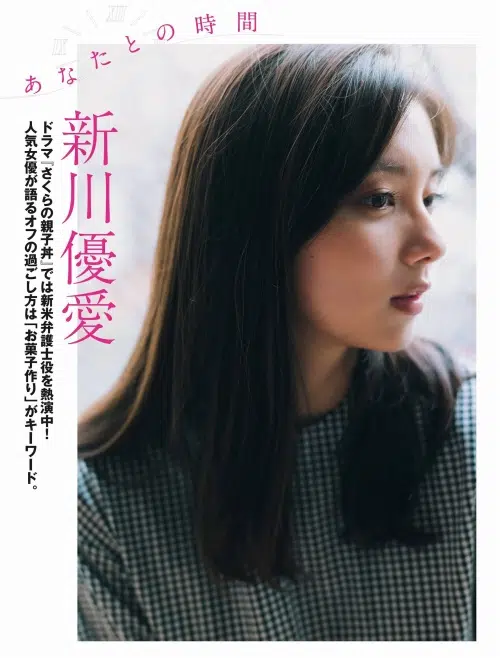 あなたとの時間
新川優愛
ドラマ『さくらの親子丼』では新米弁護士役を熱演中！
人気女優が語るオフの過ごし方は「お菓子作り」がキーワード。